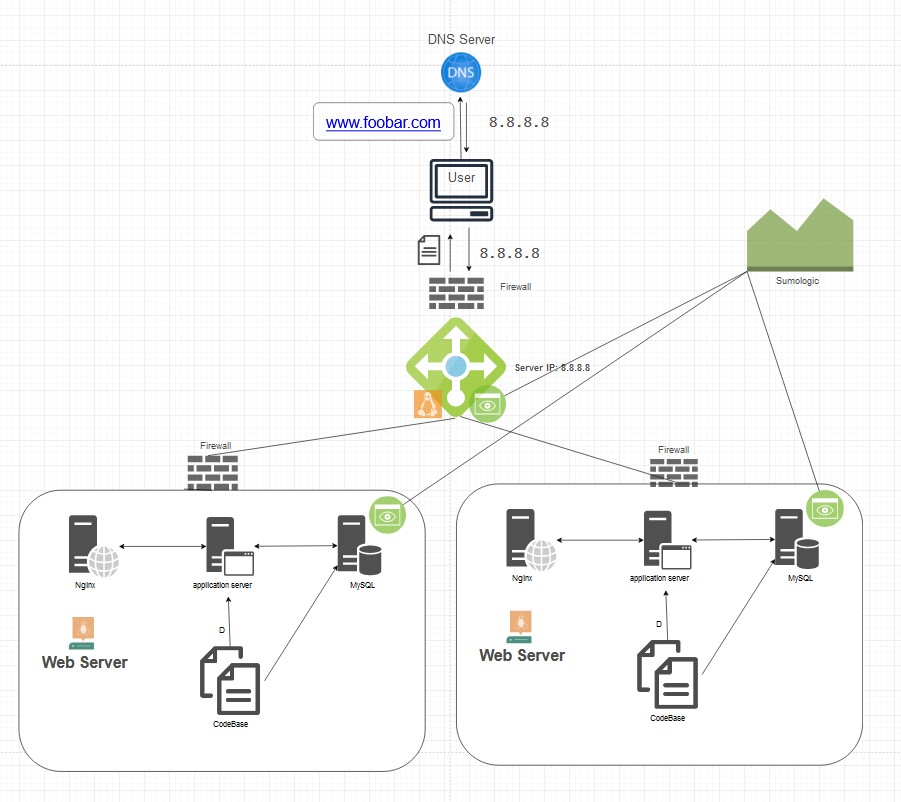 DNS Server
DNS
www.foobar.com
8.8.8.8
User
8.8.8.8
Firewall
Sumologic
Server IP: 8.8.8.8
Firewall
Firewall
Nginx
application server
MySQL
D
Web Server
CodeBase
Nginx
application server
MySQL
D
Web Server
CodeBase